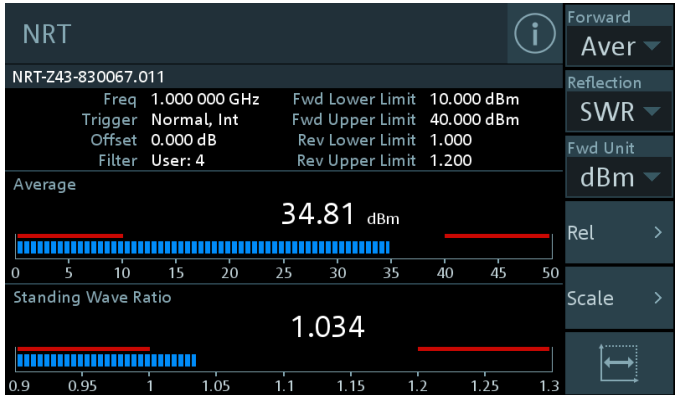 NRT
i
Forward
Aver
NRT-Z43-830067.011
Freq 1.000 000 GHz Fwd Lower Limit 10.000 dBm
Trigger Normal, Int Fwd Upper Limit 40.000 dBm
Offset 0.000 dB Rev Lower Limit 1.000
Filter User: 4 Rev Upper Limit 1.200
Reflection
SWR
Fwd Unit
dBm
Average
34.81 dBm
0 5 10 15 20 25 30 35 40 45 50
Rel >
Standing Wave Ratio
1.034
0.9 0.95 1 1.05 1.1 1.15 1.2 1.25 1.3
Scale >